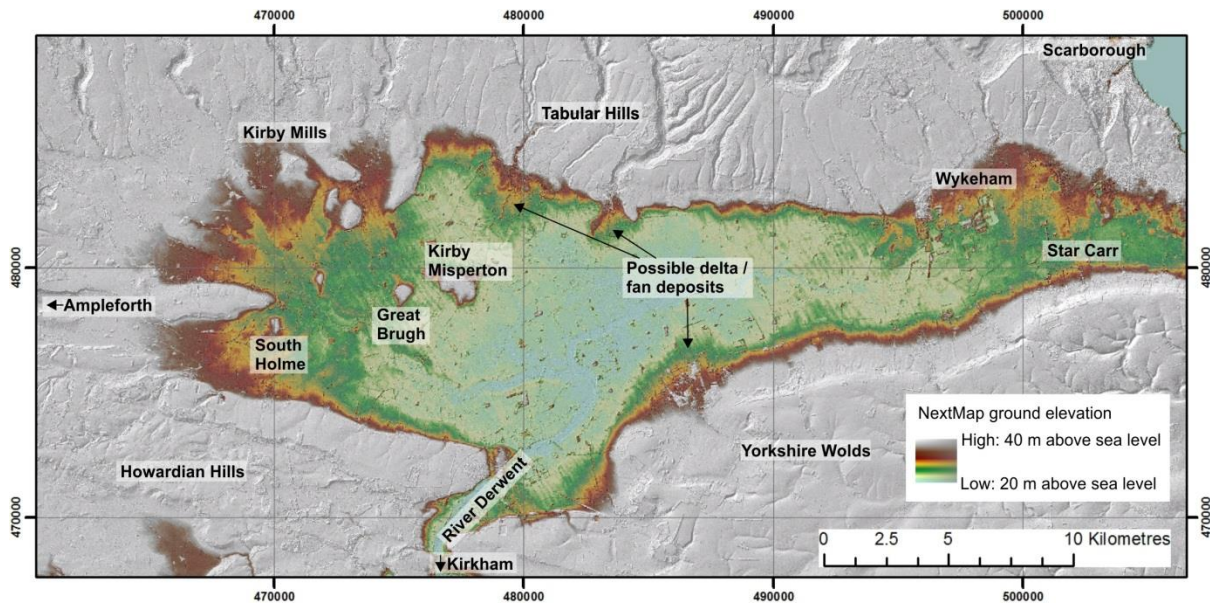 470000
480000
490000
500000
Scarborough
Tabular Hills
Kirby Mills
Wykeham
480000
Kirby
Misperton
Possible delta /
fan deposits
Star Carr
480000
←Ampleforth
Great
Brugh
South
Holme
NextMap ground elevation
High: 40 m above sea level
Low: 20 m above sea level
Yorkshire Wolds
Howardian Hills
River Derwent
470000
470000
0
2.5
5
10 Kilometres
Kirkham
470000
480000
490000
500000